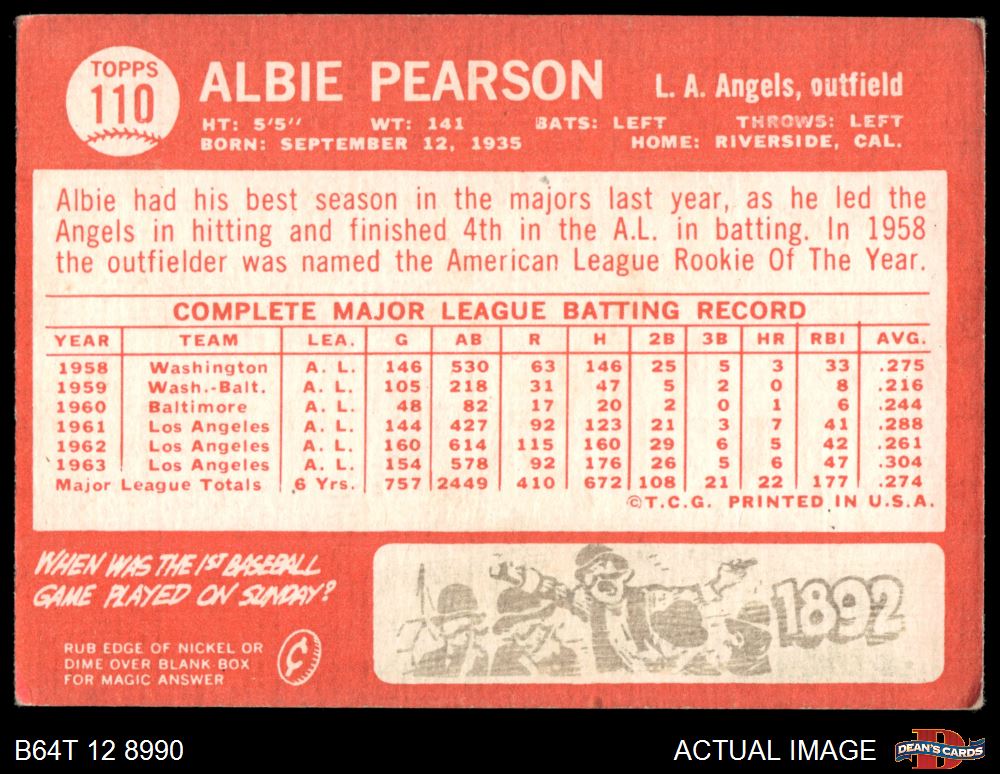 TOPPS
110
ALBIE PEARSON
L. A. Angels, outfield
HT: 5'5" WT: 141 BATS: LEFT THROWS: LEFT
BORN: SEPTEMBER 12, 1935 HOME: RIVERSIDE, CAL.
Albie had his best season in the majors last year, as he led the
Angels in hitting and finished 4th in the A.L. in batting. In 1958
the outfielder was named the American League Rookie Of The Year.
COMPLETE MAJOR LEAGUE BATTING RECORD
YEAR TEAM LEA. G AB R H 2B 3B HR RBI AVG.
1958 Washington A. L. 146 530 63 146 25 5 3 33 .275
1959 Wash.-Balt. A. L. 105 218 31 47 5 2 0 8 .216
1960 Baltimore A. L. 48 82 17 20 2 0 1 6 .244
1961 Los Angeles A. L. 144 427 92 123 21 3 7 41 .288
1962 Los Angeles A. L. 160 614 115 160 29 6 5 42 .261
1963 Los Angeles A. L. 154 578 92 176 26 5 6 47 .304
Major League Totals 6 Yrs. 757 2449 410 672 108 21 22 177 .274
©T.C.G. PRINTED IN U.S.A.
WHEN WAS THE 1ST BASEBALL
GAME PLAYED ON SUNDAY?
RUB EDGE OF NICKEL OR
DIME OVER BLANK BOX
FOR MAGIC ANSWER
1892
B64T 12 8990
ACTUAL IMAGE
DEAN'S CARDS